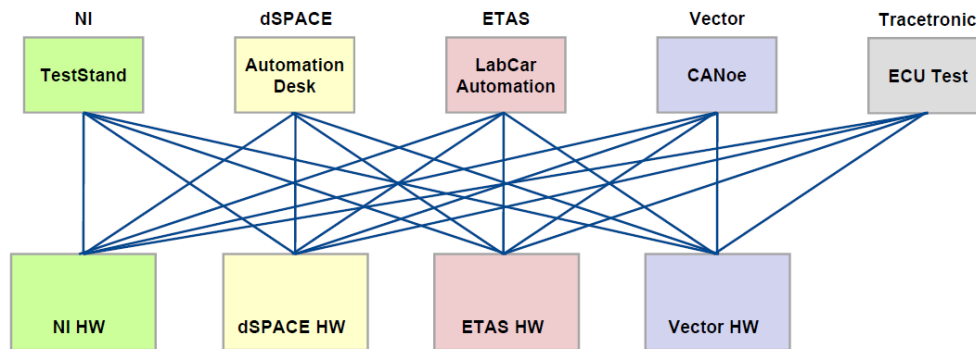 NI dSPACE ETAS Vector Tracetronic
TestStand
Automation
Desk
LabCar
Automation
CANoe
ECU Test
NI HW dSPACE HW ETAS HW Vector HW